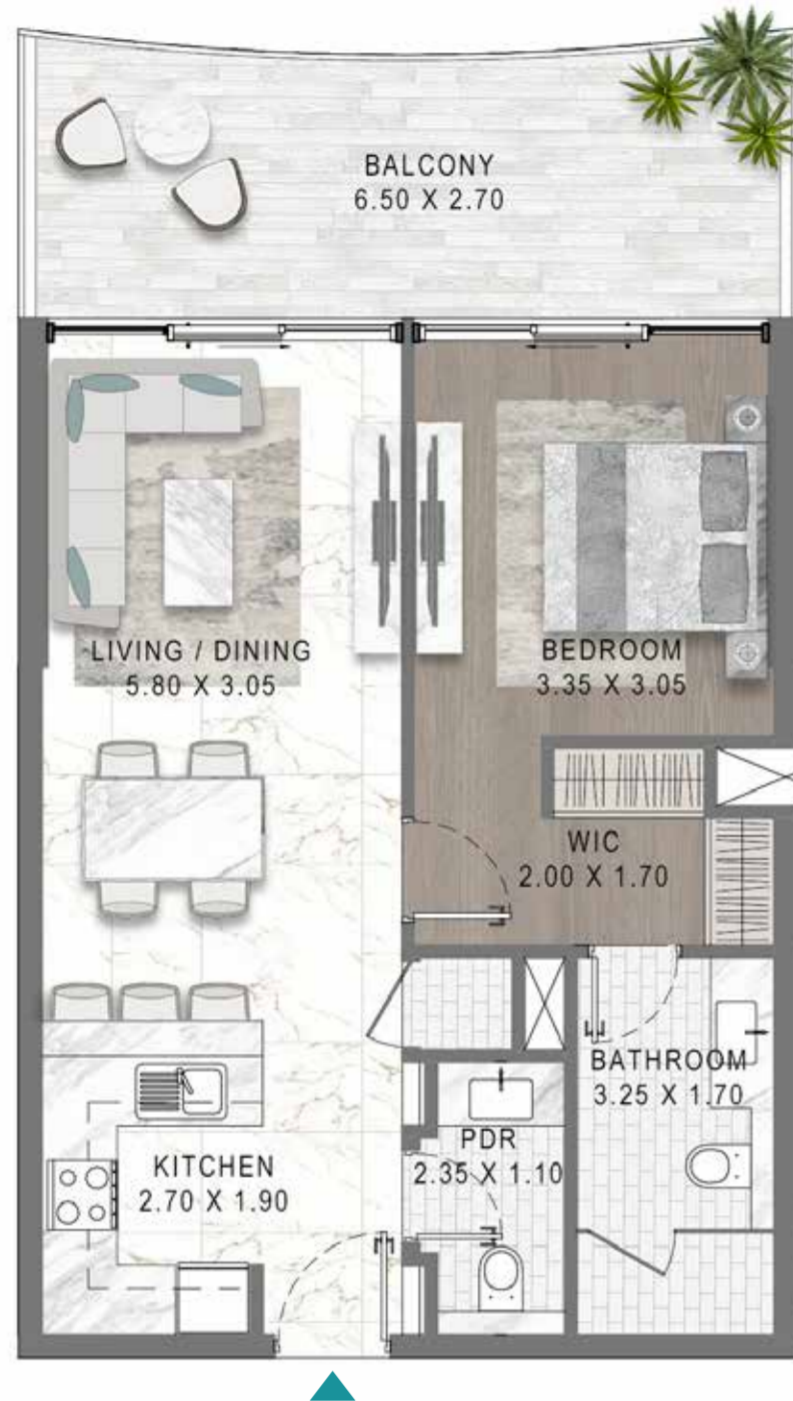 BALCONY
6.50 X 2.70
LIVING / DINING
5.80 X 3.05
BEDROOM
3.35 X 3.05
WIC
2.00 X 1.70
BATHROOM
3.25 X 1.70
PDR
2.35 X 1.10
KITCHEN
2.70 X 1.90